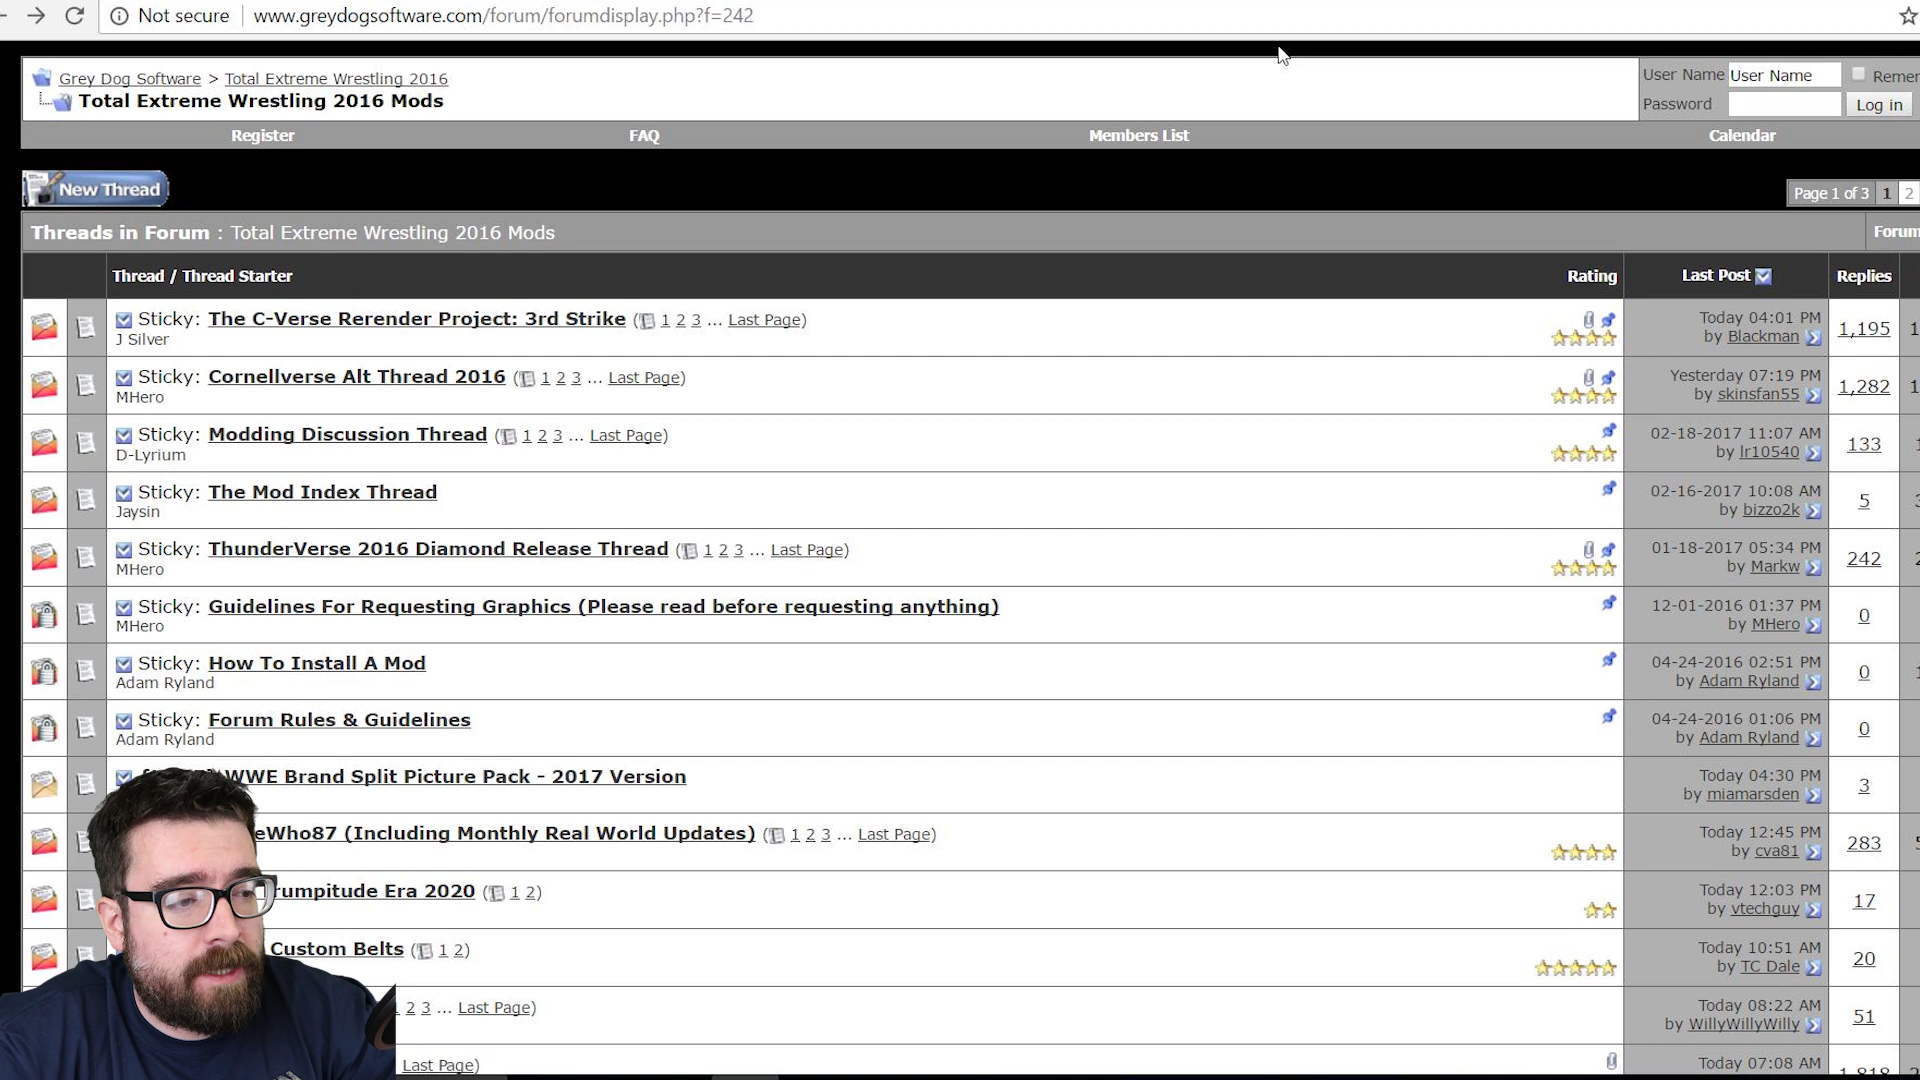 Not secure www.greydogsoftware.com/forum/forumdisplay.php?f=242
Grey Dog Software > Total Extreme Wrestling 2016
Total Extreme Wrestling 2016 Mods
User Name User Name
Password Log in
Register FAQ Members List Calendar
New Thread
Page 1 of 3 1 2
Threads in Forum : Total Extreme Wrestling 2016 Mods
Thread / Thread Starter Rating Last Post Replies
Sticky: The C-Verse Rerender Project: 3rd Strike ( 1 2 3 ... Last Page)
J Silver
Today 04:01 PM
by Blackman
1,195
Sticky: Cornellverse Alt Thread 2016 ( 1 2 3 ... Last Page)
MHero
Yesterday 07:19 PM
by skinsfan55
1,282
Sticky: Modding Discussion Thread ( 1 2 3 ... Last Page)
D-Lyrium
02-18-2017 11:07 AM
by lr10540
133
Sticky: The Mod Index Thread
Jaysin
02-16-2017 10:08 AM
by bizzo2k
5
Sticky: ThunderVerse 2016 Diamond Release Thread ( 1 2 3 ... Last Page)
MHero
01-18-2017 05:34 PM
by Markw
242
Sticky: Guidelines For Requesting Graphics (Please read before requesting anything)
MHero
12-01-2016 01:37 PM
by MHero
0
Sticky: How To Install A Mod
Adam Ryland
04-24-2016 02:51 PM
by Adam Ryland
0
Sticky: Forum Rules & Guidelines
Adam Ryland
04-24-2016 01:06 PM
by Adam Ryland
0
WWE Brand Split Picture Pack - 2017 Version
Today 04:30 PM
by miamarsden
3
eWho87 (Including Monthly Real World Updates) ( 1 2 3 ... Last Page)
Today 12:45 PM
by cva81
283
rumpitude Era 2020 ( 1 2)
Today 12:03 PM
by vtechguy
17
Custom Belts ( 1 2)
Today 10:51 AM
by TC Dale
20
2 3 ... Last Page)
Today 08:22 AM
by WillyWillyWilly
51
Last Page)
Today 07:08 AM